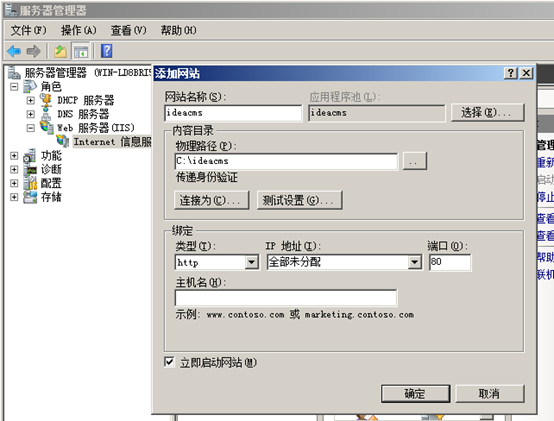 服务器管理器
文件(F) 操作(A) 查看(V) 帮助(H)
服务器管理器 (WIN-LD8BRIS
角色
DHCP 服务器
DNS 服务器
Web 服务器(IIS)
Internet 信息服
功能
诊断
配置
存储
添加网站
网站名称(S):
应用程序池(L):
ideacms
ideacms
选择(E)...
内容目录
物理路径(P):
C:\ideacms
..
传递身份验证
连接为(C)...
测试设置(G)...
绑定
类型(T):
IP 地址(I):
端口(O):
http
全部未分配
80
主机名(H):
示例: www.contoso.com 或 marketing.contoso.com
立即启动网站(M)
确定
取消
管理
重新
启动
停止
查看
查看
帮助
联机